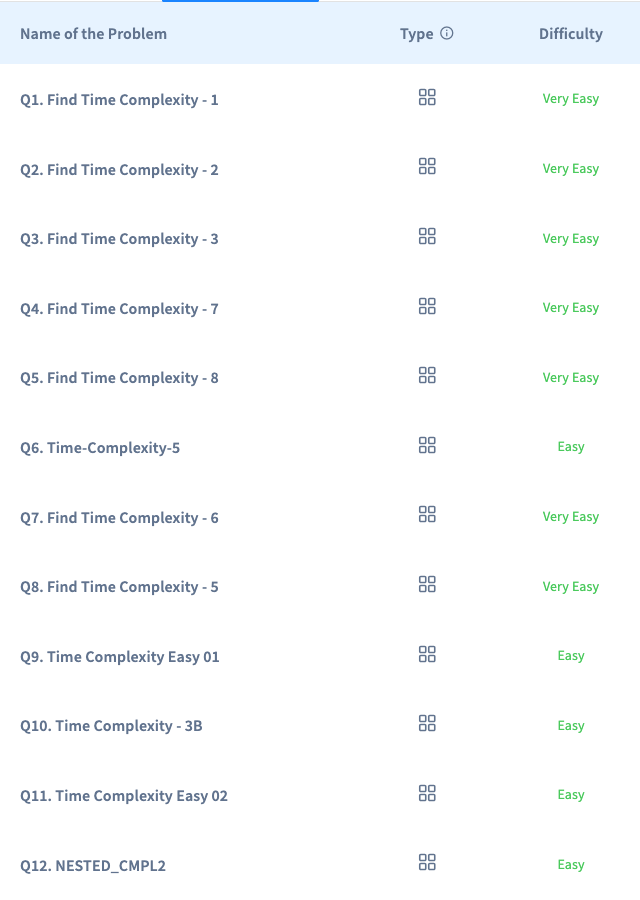 Name of the Problem Type Difficulty
Q1. Find Time Complexity - 1 Very Easy
Q2. Find Time Complexity - 2 Very Easy
Q3. Find Time Complexity - 3 Very Easy
Q4. Find Time Complexity - 7 Very Easy
Q5. Find Time Complexity - 8 Very Easy
Q6. Time-Complexity-5 Easy
Q7. Find Time Complexity - 6 Very Easy
Q8. Find Time Complexity - 5 Very Easy
Q9. Time Complexity Easy 01 Easy
Q10. Time Complexity - 3B Easy
Q11. Time Complexity Easy 02 Easy
Q12. NESTED_CMPL2 Easy